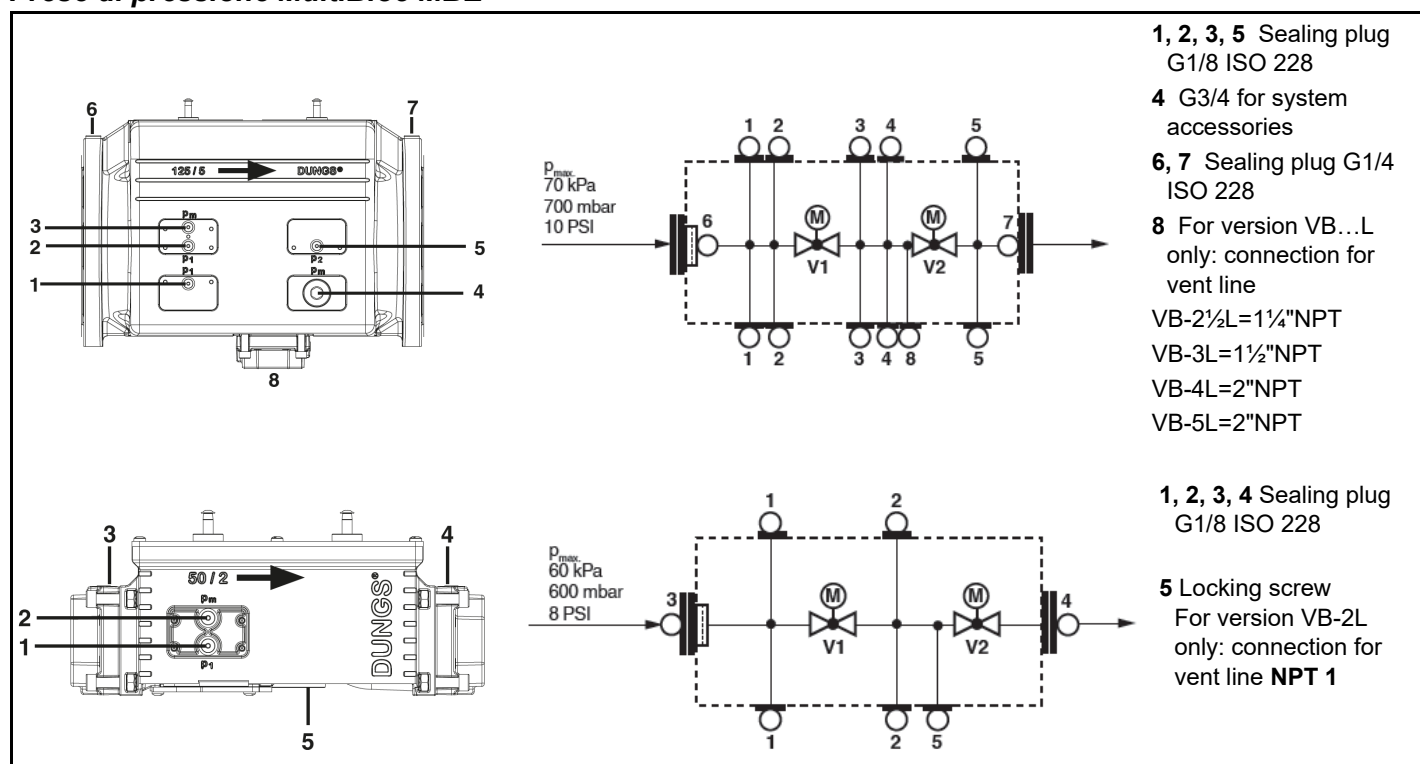 Prese di pressione MultiBloc MBE
6
7
125 / 5
DUNGS®
Pm
3
2
P1
P1
1
5
P2
Pm
4
8
Pmax.
70 kPa
700 mbar
10 PSI
1 2 3 4 5
6
M
V1
M
V2
7
1 2 3 4 8 5
1, 2, 3, 5 Sealing plug
G1/8 ISO 228
4 G3/4 for system
accessories
6, 7 Sealing plug G1/4
ISO 228
8 For version VB…L
only: connection for
vent line
VB-2½L=1¼"NPT
VB-3L=1½"NPT
VB-4L=2"NPT
VB-5L=2"NPT
3
4
50 / 2
DUNGS®
Pm
2
1
P1
5
Pmax.
60 kPa
600 mbar
8 PSI
1 2
3
M
V1
M
V2
4
1 2 5
1, 2, 3, 4 Sealing plug
G1/8 ISO 228
5 Locking screw
For version VB-2L
only: connection for
vent line NPT 1